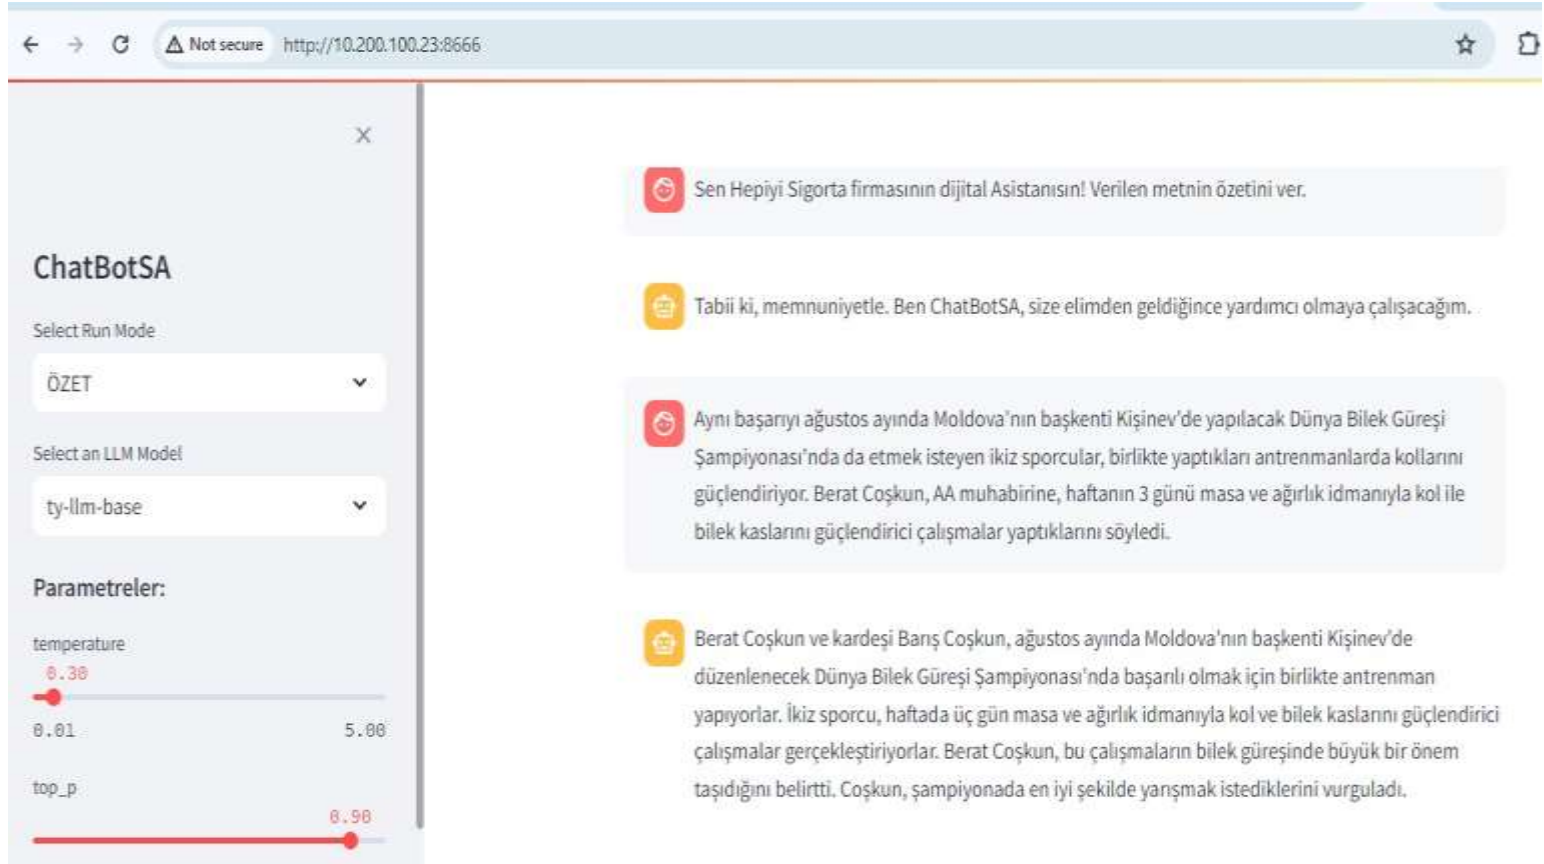 Not secure http://10.200.100.23:8666
ChatBotSA
Select Run Mode
ÖZET
Select an LLM Model
ty-llm-base
Parametreler:
temperature
0.30
0.01 5.00
top_p
0.90
Sen Hepiyi Sigorta firmasının dijital Asistanısın! Verilen metnin özetini ver.
Tabii ki, memnuniyetle. Ben ChatBotSA, size elimden geldiğince yardımcı olmaya çalışacağım.
Aynı başarıyı ağustos ayında Moldova'nın başkenti Kişinev'de yapılacak Dünya Bilek Güreşi
Şampiyonası'nda da etmek isteyen ikiz sporcular, birlikte yaptıkları antrenmanlarda kollarını
güçlendiriyor. Berat Coşkun, AA muhabirine, haftanın 3 günü masa ve ağırlık idmanıyla kol ile
bilek kaslarını güçlendirici çalışmalar yaptıklarını söyledi.
Berat Coşkun ve kardeşi Barış Coşkun, ağustos ayında Moldova'nın başkenti Kişinev'de
düzenlenecek Dünya Bilek Güreşi Şampiyonası'nda başarılı olmak için birlikte antrenman
yapıyorlar. İkiz sporcu, haftada üç gün masa ve ağırlık idmanıyla kol ve bilek kaslarını güçlendirici
çalışmalar gerçekleştiriyorlar. Berat Coşkun, bu çalışmaların bilek güreşinde büyük bir önem
taşıdığını belirtti. Coşkun, şampiyonada en iyi şekilde yarışmak istediklerini vurguladı.